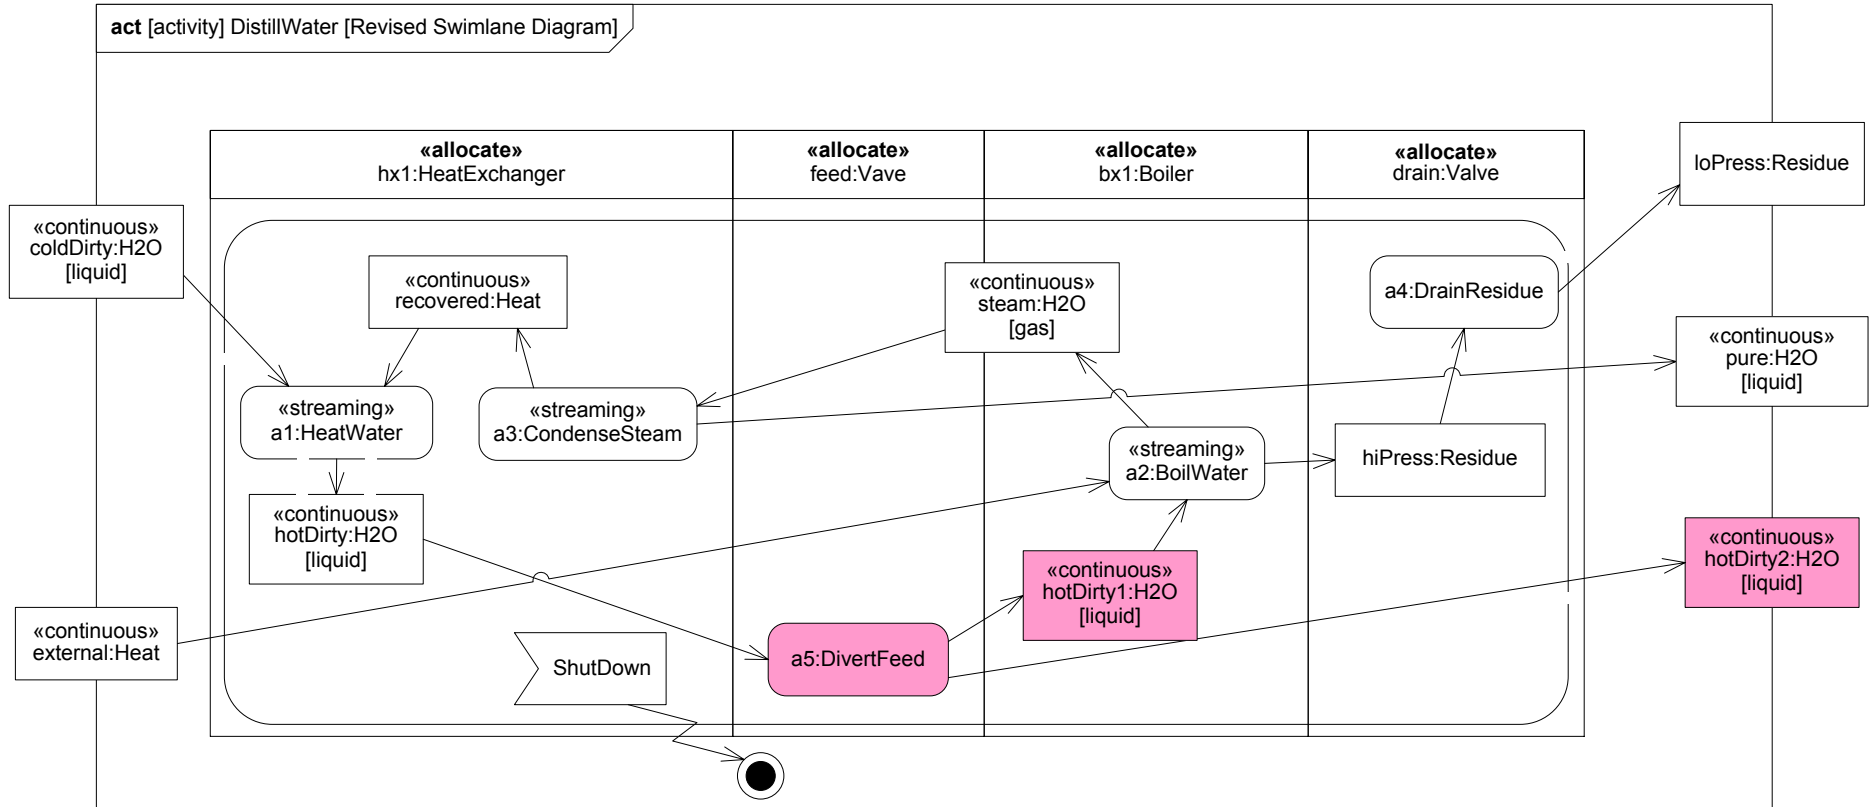 act [activity] DistillWater [Revised Swimlane Diagram]
«allocate»
hx1:HeatExchanger
«allocate»
feed:Vave
«allocate»
bx1:Boiler
«allocate»
drain:Valve
loPress:Residue
«continuous»
coldDirty:H2O
[liquid]
«continuous»
recovered:Heat
«continuous»
steam:H2O
[gas]
a4:DrainResidue
«continuous»
pure:H2O
[liquid]
«streaming»
a1:HeatWater
«streaming»
a3:CondenseSteam
«streaming»
a2:BoilWater
hiPress:Residue
«continuous»
hotDirty:H2O
[liquid]
«continuous»
hotDirty1:H2O
[liquid]
«continuous»
hotDirty2:H2O
[liquid]
«continuous»
external:Heat
ShutDown
a5:DivertFeed